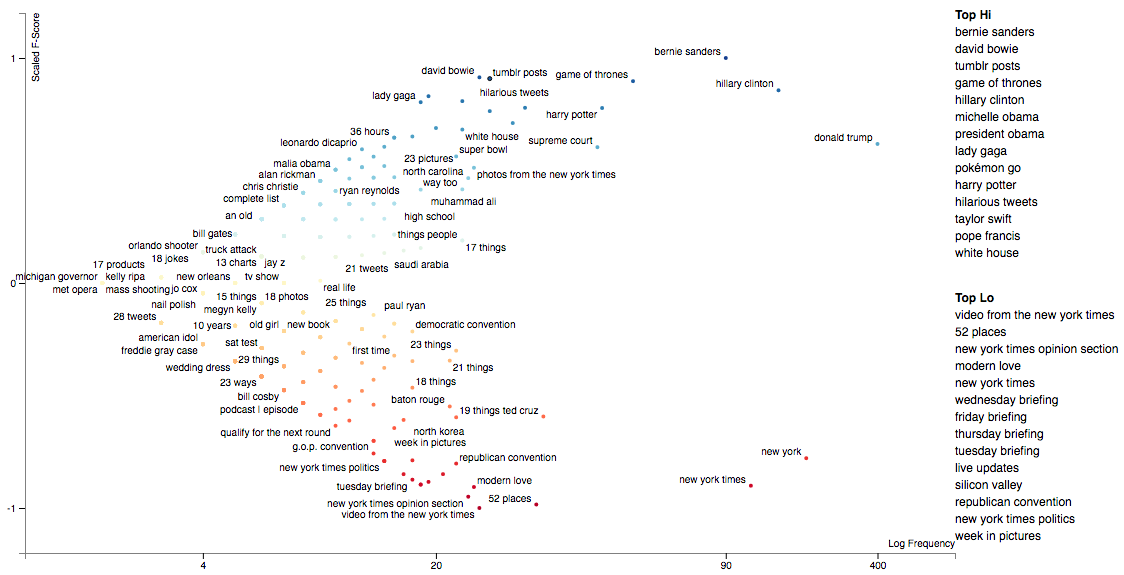 Scaled F-Score
Top Hi
bernie sanders
david bowie
tumblr posts
game of thrones
hillary clinton
michelle obama
president obama
lady gaga
pokémon go
harry potter
hilarious tweets
taylor swift
pope francis
white house
Top Lo
video from the new york times
52 places
new york times opinion section
modern love
new york times
wednesday briefing
friday briefing
thursday briefing
tuesday briefing
live updates
silicon valley
republican convention
new york times politics
week in pictures
1
bernie sanders
david bowie
tumblr posts
game of thrones
hillary clinton
lady gaga
hilarious tweets
harry potter
36 hours
white house
supreme court
donald trump
leonardo dicaprio
super bowl
malia obama
23 pictures
alan rickman
north carolina
photos from the new york times
chris christie
ryan reynolds
way too
complete list
muhammad ali
an old
high school
bill gates
things people
orlando shooter
truck attack
17 things
18 jokes
17 products
13 charts
jay z
21 tweets
saudi arabia
michigan governor
kelly ripa
new orleans
tv show
0
met opera
mass shooting
jo cox
real life
15 things
18 photos
nail polish
megyn kelly
25 things
paul ryan
28 tweets
10 years
old girl
new book
democratic convention
american idol
sat test
freddie gray case
first time
23 things
29 things
wedding dress
21 things
23 ways
18 things
bill cosby
baton rouge
podcast | episode
19 things
ted cruz
qualify for the next round
north korea
g.o.p. convention
week in pictures
new york
republican convention
new york times politics
new york times
tuesday briefing
modern love
new york times opinion section
52 places
-1
video from the new york times
Log Frequency
4
20
90
400